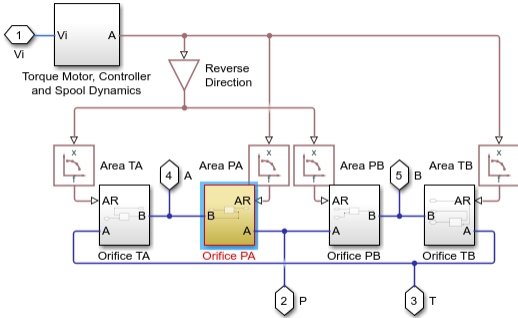 1
Vi
Vi
A
Torque Motor, Controller
and Spool Dynamics
Reverse
Direction
x
Area TA
4
A
Area PA
x
x
Area PB
5
B
Area TB
x
AR
B
A
Orifice TA
B
AR
A
Orifice PA
AR
B
A
Orifice PB
B
AR
A
Orifice TB
2
P
3
T